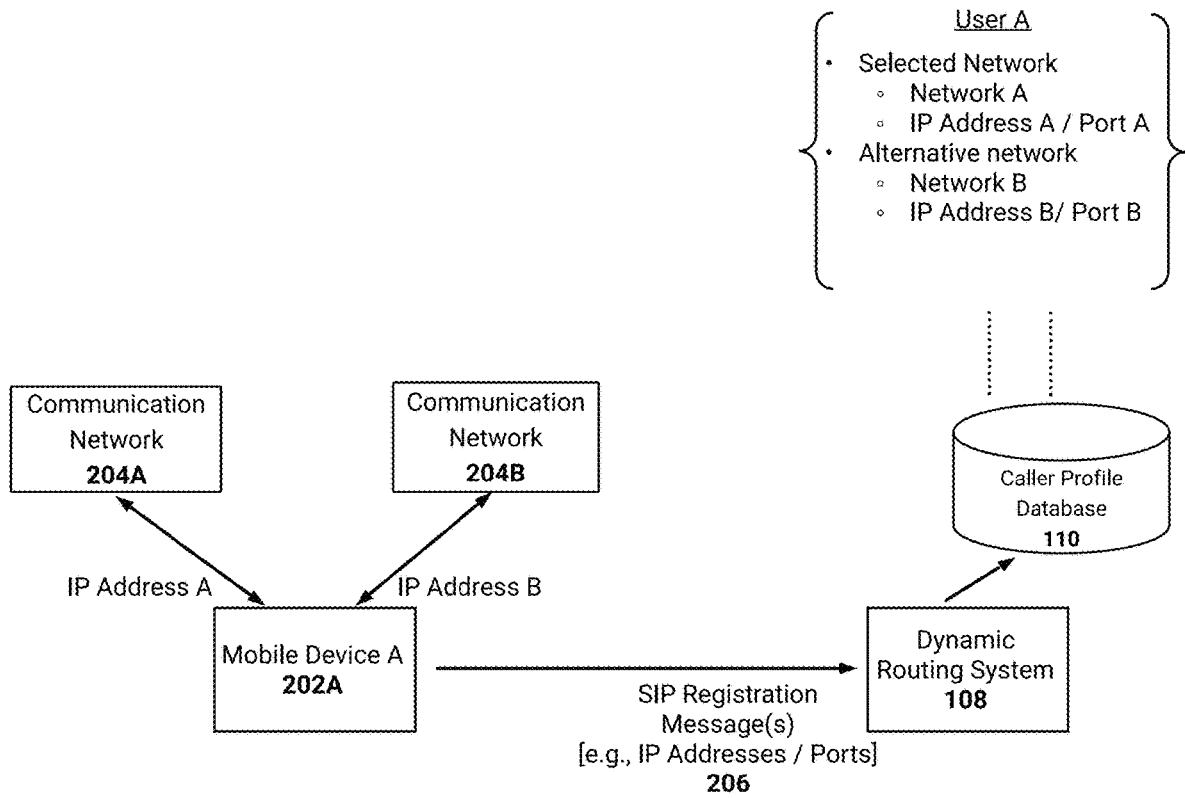 User A
• Selected Network
◦ Network A
◦ IP Address A / Port A
• Alternative network
◦ Network B
◦ IP Address B/ Port B
Communication
Network
204A
Communication
Network
204B
Caller Profile
Database
110
IP Address A
IP Address B
Mobile Device A
202A
Dynamic
Routing System
108
SIP Registration
Message(s)
[e.g., IP Addresses / Ports]
206